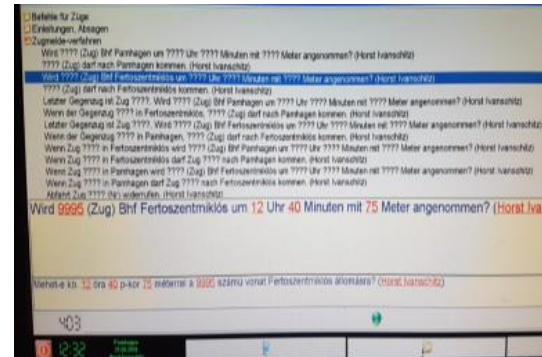 Befehle für Züge
Einleitungen, Absagen
Zugmelde-verfahren
Wird ???? (Zug) Bhf Pamhagen um ???? Uhr ???? Minuten mit ???? Meter angenommen? (Horst Ivanschitz)
???? (Zug) darf nach Pamhagen kommen. (Horst Ivanschitz)
Wird ???? (Zug) Bhf Fertoszentmiklós um ???? Uhr ???? Minuten mit ???? Meter angenommen? (Horst Ivanschitz)
???? (Zug) darf nach Fertoszentmiklós kommen. (Horst Ivanschitz)
Letzter Gegenzug ist Zug ????. Wird ???? (Zug) Bhf Pamhagen um ???? Uhr ???? Minuten mit ???? Meter angenommen? (Horst Ivanschitz)
Wenn der Gegenzug ???? in Fertoszentmiklós, ???? (Zug) darf nach Pamhagen kommen. (Horst Ivanschitz)
Letzter Gegenzug ist Zug ????. Wird ???? (Zug) Bhf Fertoszentmiklós um ???? Uhr ???? Minuten mit ???? Meter angenommen? (Horst
Wenn der Gegenzug ???? in Pamhagen, ???? (Zug) darf nach Fertoszentmiklós kommen. (Horst Ivanschitz)
Wenn Zug ???? in Fertoszentmiklós wird ???? (Zug) Bhf Pamhagen um ???? Uhr ???? Minuten mit ???? Meter angenommen? (Horst Ivanschitz)
Wenn Zug ???? in Fertoszentmiklós darf Zug ???? nach Pamhagen kommen. (Horst Ivanschitz)
Wenn Zug ???? in Pamhagen wird ???? (Zug) Bhf Fertoszentmiklós um ???? Uhr ???? Minuten mit ???? Meter angenommen? (Horst Ivanschitz)
Wenn Zug ???? in Pamhagen darf Zug ???? nach Fertoszentmiklós kommen. (Horst Ivanschitz)
Abfahrt Zug ???? (Nr) widerrufen. (Horst Ivanschitz)
Wird 9995 (Zug) Bhf Fertoszentmiklós um 12 Uhr 40 Minuten mit 75 Meter angenommen? (Horst Iva
Mehet-e kb. 12 óra 40 p-kor 75 méterrel a 9995 számú vonat Fertoszentmiklós állomásra? (Horst Ivanschitz)
403
12:32
Pamhagen